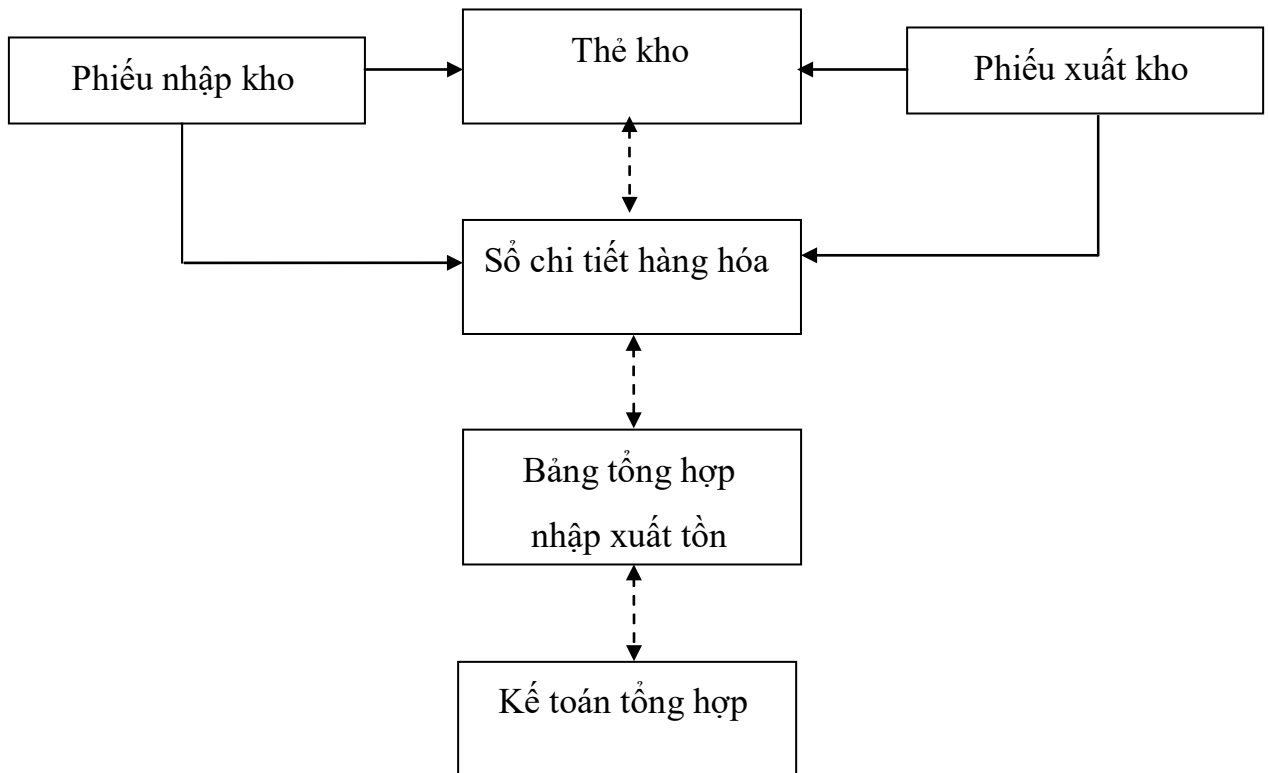 Phiếu nhập kho
Thẻ kho
Phiếu xuất kho
Sổ chi tiết hàng hóa
Bảng tổng hợp
nhập xuất tồn
Kế toán tổng hợp